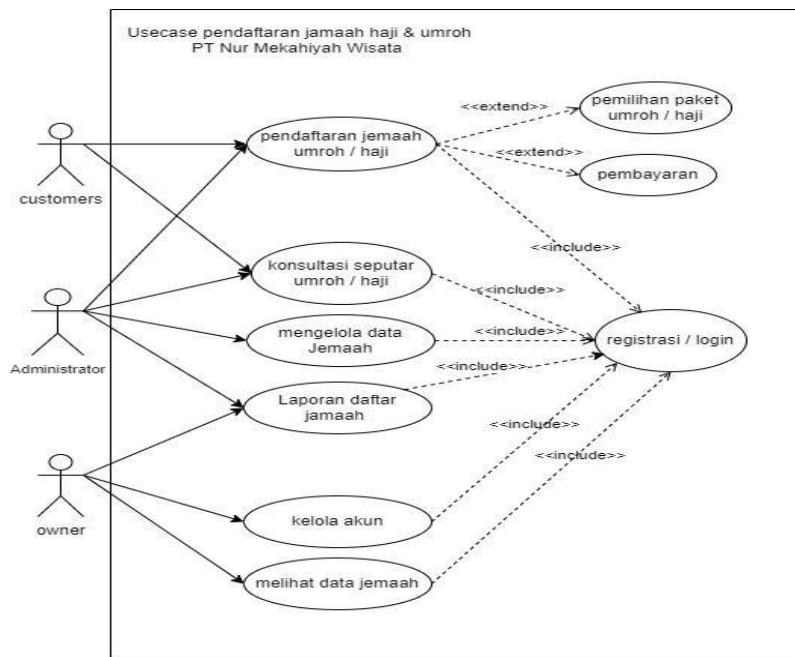 Usecase pendaftaran jamaah haji & umroh
PT Nur Mekahiyah Wisata
<<extend>>
pemilihan paket
umroh / haji
pendaftaran jemaah
umroh / haji
<<extend>>
pembayaran
customers
<<include>>
konsultasi seputar
umroh / haji
<<include>>
mengelola data
Jemaah
<<include>>
registrasi / login
Administrator
<<include>>
Laporan daftar
jamaah
<<include>>
<<include>>
kelola akun
owner
melihat data jemaah